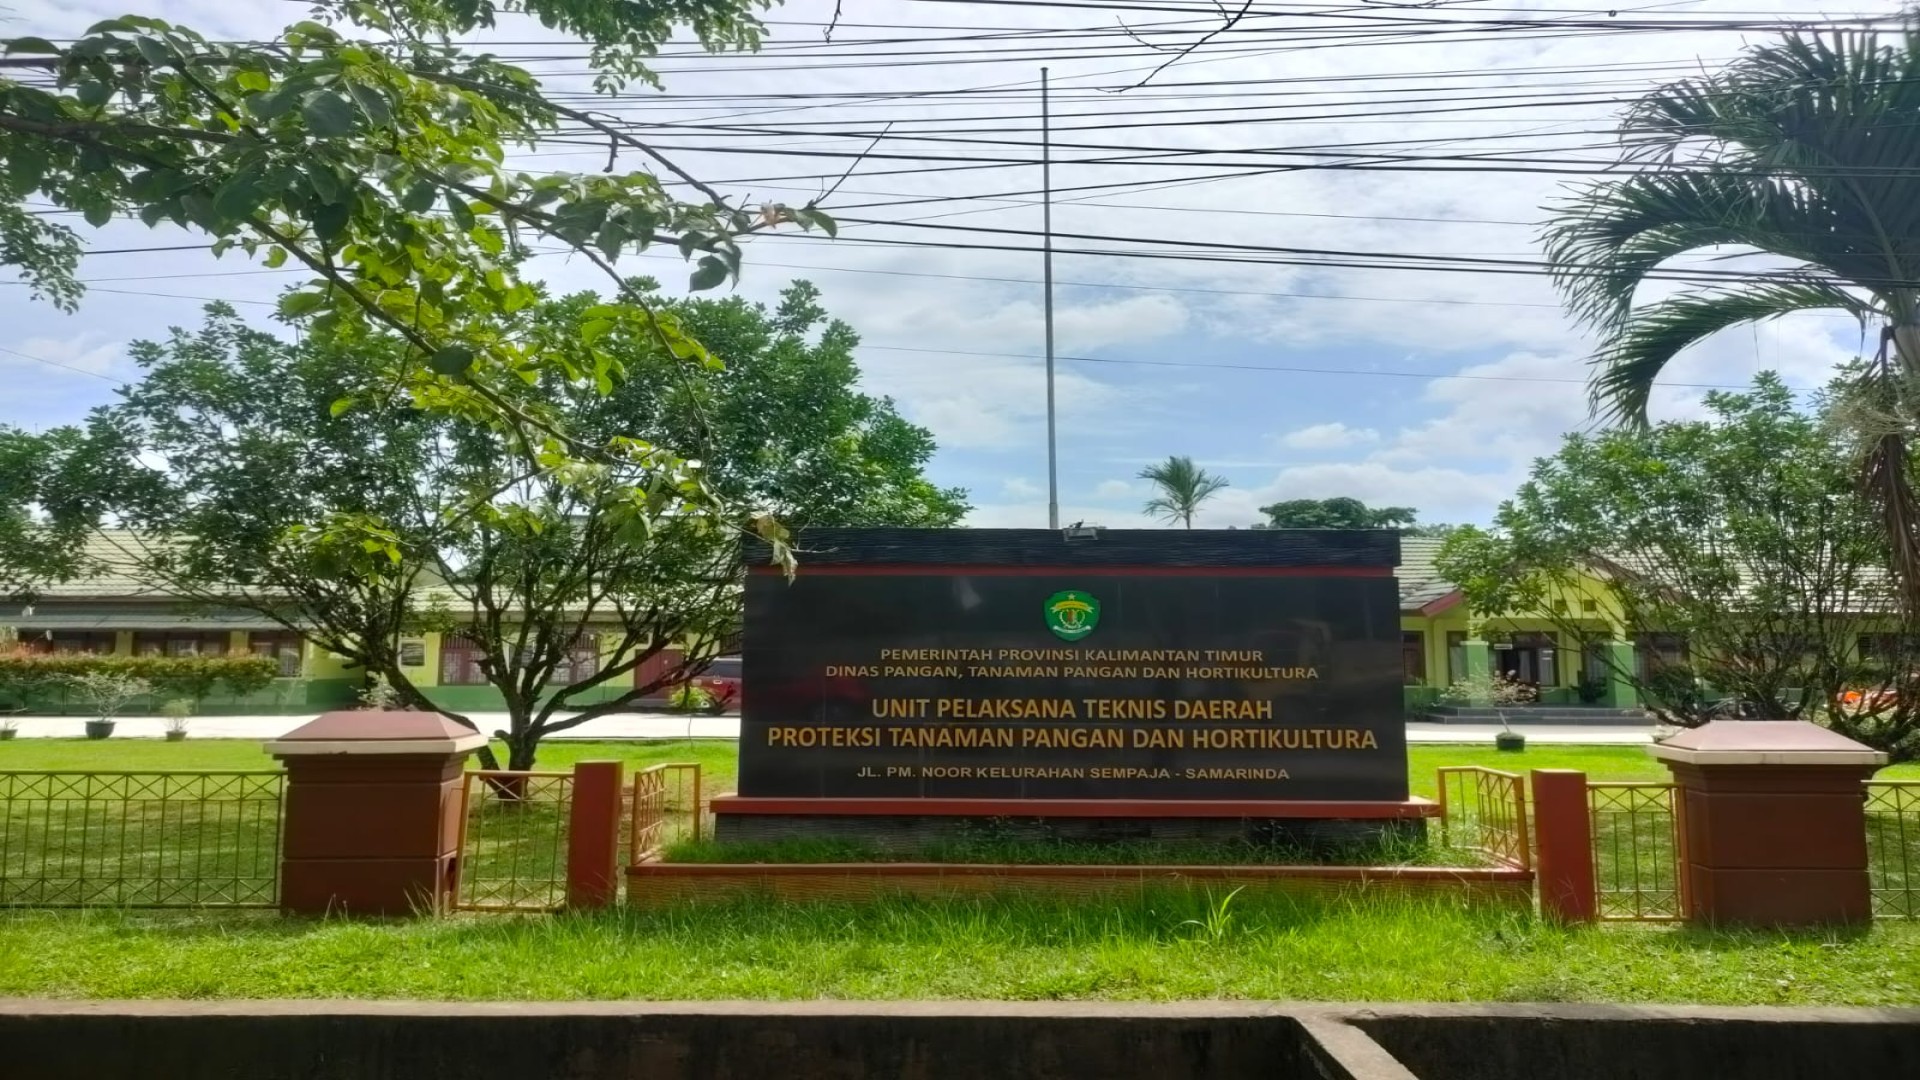 PEMERINTAH PROVINSI KALIMANTAN TIMUR
DINAS PANGAN, TANAMAN PANGAN DAN HORTIKULTURA
UNIT PELAKSANA TEKNIS DAERAH
PROTEKSI TANAMAN PANGAN DAN HORTIKULTURA
JL. PM. NOOR KELURAHAN SEMPAJA - SAMARINDA